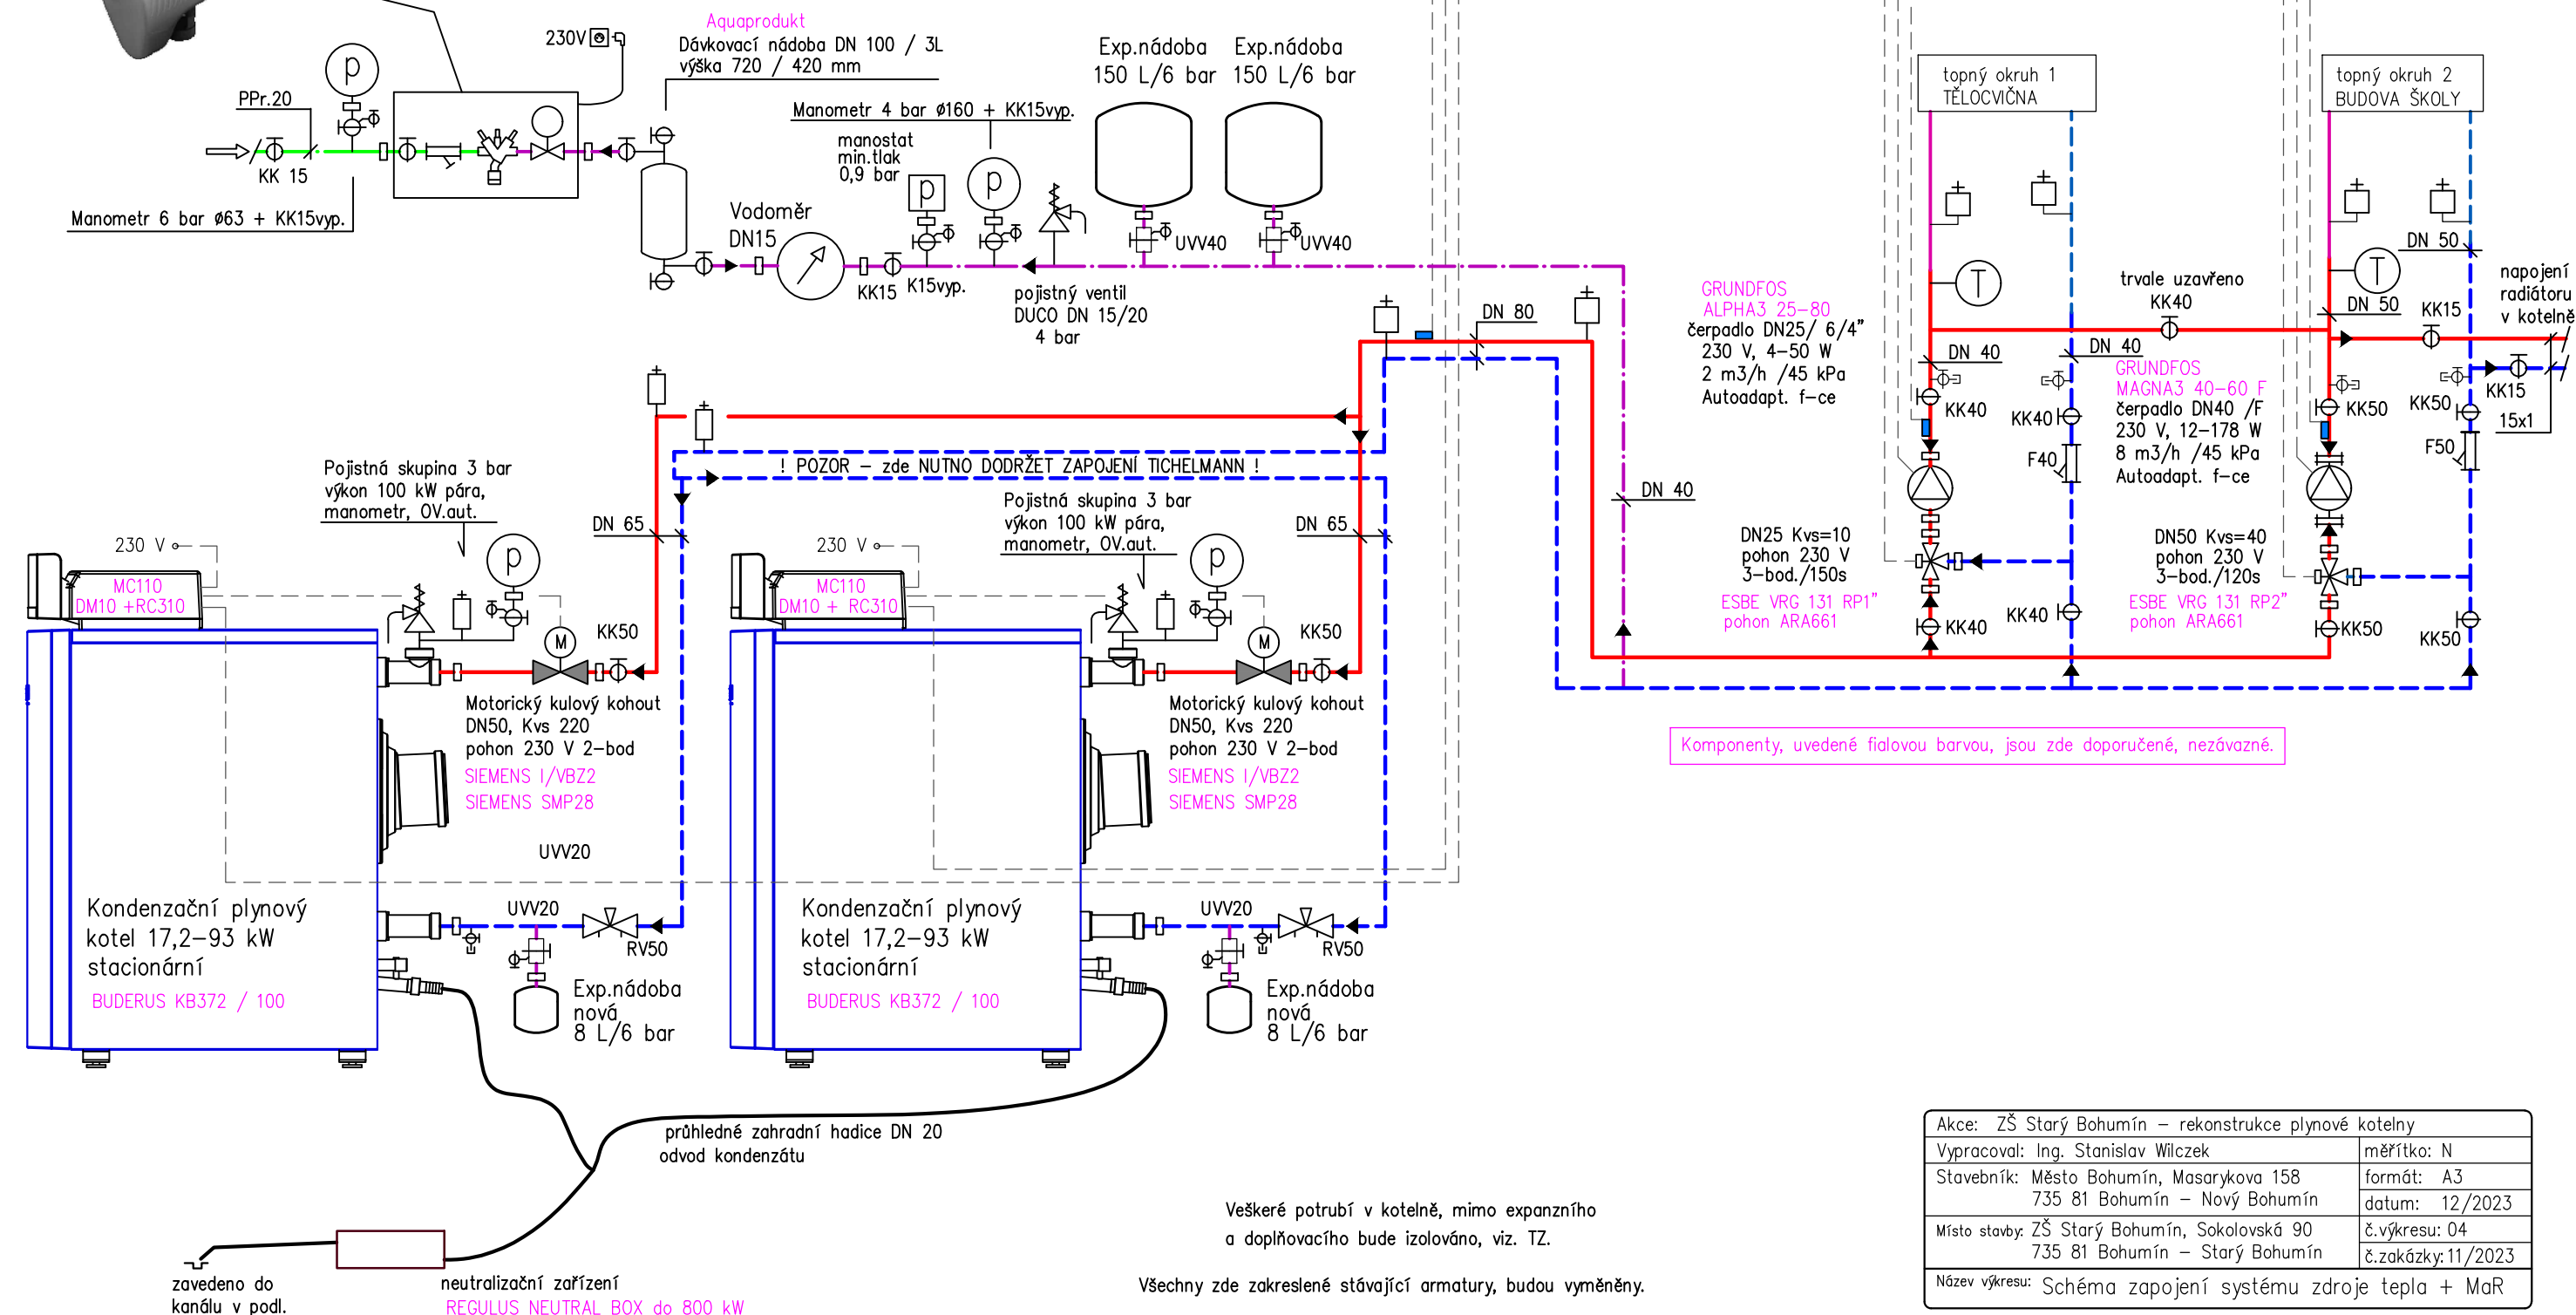 Aquaprodukt
Dávkovací nádoba DN 100 / 3L
výška 720 / 420 mm
230V
p
PPr.20
KK 15
Manometr 6 bar ø63 + KK15vyp.
Manometr 4 bar ø160 + KK15vyp.
manostat
min.tlak
0,9 bar
p
p
Vodoměr
DN15
KK15
K15vyp.
pojistný ventil
DUCO DN 15/20
4 bar
Exp.nádoba
150 L/6 bar
Exp.nádoba
150 L/6 bar
UVV40
UVV40
topný okruh 1
TĚLOCVIČNA
topný okruh 2
BUDOVA ŠKOLY
DN 50
T
T
trvale uzavřeno
KK40
DN 50
KK15
napojení
radiátoru
v kotelně
GRUNDFOS
ALPHA3 25-80
čerpadlo DN25/ 6/4"
230 V, 4-50 W
2 m3/h /45 kPa
Autoadapt. f-ce
DN 80
DN 40
DN 40
GRUNDFOS
MAGNA3 40-60 F
čerpadlo DN40 /F
230 V, 12-178 W
8 m3/h /45 kPa
Autoadapt. f-ce
KK40
KK40
F40
KK50
KK50
KK15
15x1
F50
! POZOR – zde NUTNO DODRŽET ZAPOJENÍ TICHELMANN !
DN 40
Pojistná skupina 3 bar
výkon 100 kW pára,
manometr, OV.aut.
DN 65
Pojistná skupina 3 bar
výkon 100 kW pára,
manometr, OV.aut.
DN 65
DN25 Kvs=10
pohon 230 V
3-bod./150s
ESBE VRG 131 RP1"
pohon ARA661
DN50 Kvs=40
pohon 230 V
3-bod./120s
ESBE VRG 131 RP2"
pohon ARA661
KK40
KK40
KK50
KK50
230 V
MC110
DM10 +RC310
p
M
KK50
230 V
MC110
DM10 + RC310
p
M
KK50
Motorický kulový kohout
DN50, Kvs 220
pohon 230 V 2-bod
SIEMENS I/VBZ2
SIEMENS SMP28
Motorický kulový kohout
DN50, Kvs 220
pohon 230 V 2-bod
SIEMENS I/VBZ2
SIEMENS SMP28
Komponenty, uvedené fialovou barvou, jsou zde doporučené, nezávazné.
UVV20
Kondenzační plynový
kotel 17,2-93 kW
stacionární
BUDERUS KB372 / 100
UVV20
RV50
Exp.nádoba
nová
8 L/6 bar
Kondenzační plynový
kotel 17,2-93 kW
stacionární
BUDERUS KB372 / 100
UVV20
RV50
Exp.nádoba
nová
8 L/6 bar
průhledné zahradní hadice DN 20
odvod kondenzátu
zavedeno do
kanálu v podl.
neutralizační zařízení
REGULUS NEUTRAL BOX do 800 kW
Veškeré potrubí v kotelně, mimo expanzního
a doplňovacího bude izolováno, viz. TZ.
Všechny zde zakreslené stávající armatury, budou vyměněny.
Akce: ZŠ Starý Bohumín – rekonstrukce plynové kotelny
Vypracoval: Ing. Stanislav Wilczek
měřítko: N
Stavebník: Město Bohumín, Masarykova 158
735 81 Bohumín – Nový Bohumín
formát: A3
datum: 12/2023
Místo stavby: ZŠ Starý Bohumín, Sokolovská 90
735 81 Bohumín – Starý Bohumín
č.výkresu: 04
č.zakázky: 11/2023
Název výkresu: Schéma zapojení systému zdroje tepla + MaR